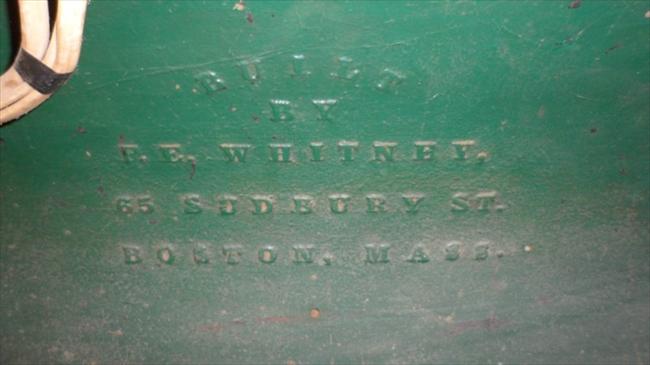 BUILT
BY
F. E. WHITNEY.
65 SUDBURY ST.
BOSTON, MASS.